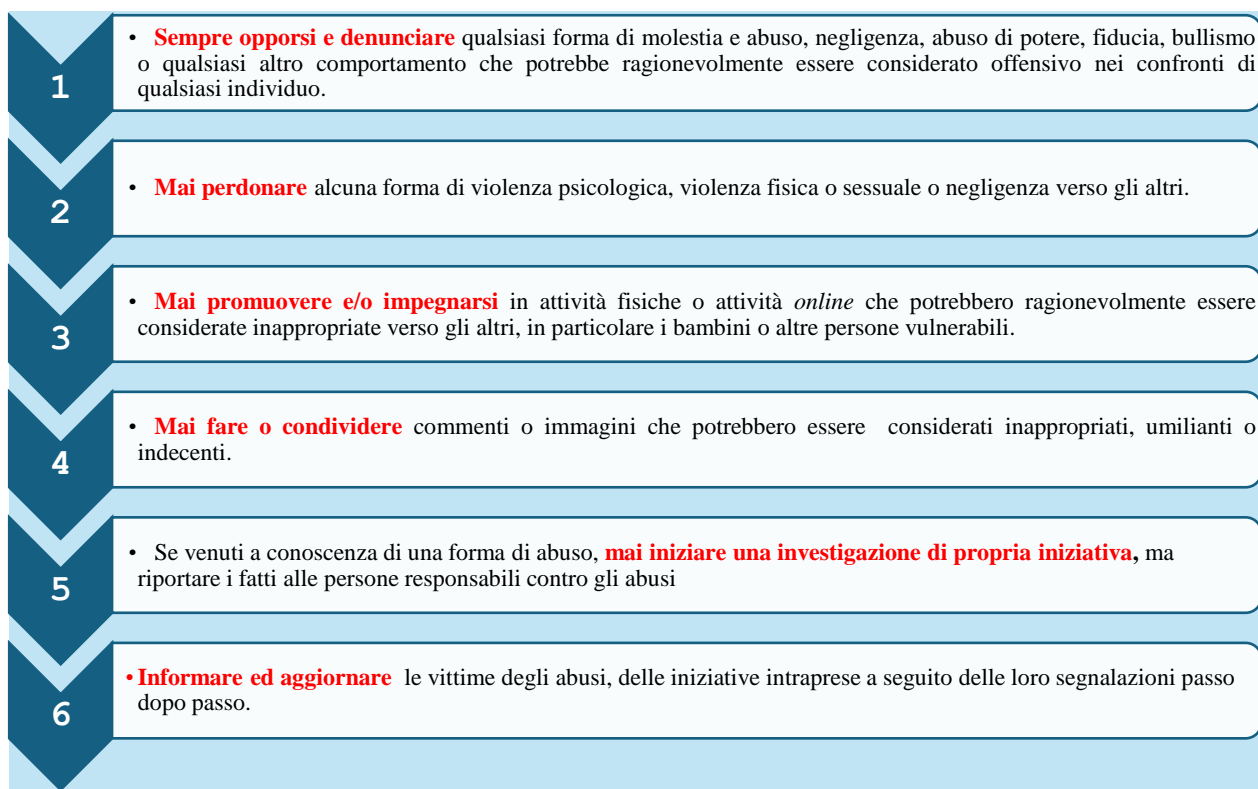 1
• Sempre opporsi e denunciare qualsiasi forma di molestia e abuso, negligenza, abuso di potere, fiducia, bullismo
o qualsiasi altro comportamento che potrebbe ragionevolmente essere considerato offensivo nei confronti di
qualsiasi individuo.
2
• Mai perdonare alcuna forma di violenza psicologica, violenza fisica o sessuale o negligenza verso gli altri.
3
• Mai promuovere e/o impegnarsi in attività fisiche o attività online che potrebbero ragionevolmente essere
considerate inappropriate verso gli altri, in particolare i bambini o altre persone vulnerabili.
4
• Mai fare o condividere commenti o immagini che potrebbero essere considerati inappropriati, umilianti o
indecenti.
5
• Se venuti a conoscenza di una forma di abuso, mai iniziare una investigazione di propria iniziativa, ma
riportare i fatti alle persone responsabili contro gli abusi
6
• Informare ed aggiornare le vittime degli abusi, delle iniziative intraprese a seguito delle loro segnalazioni passo
dopo passo.